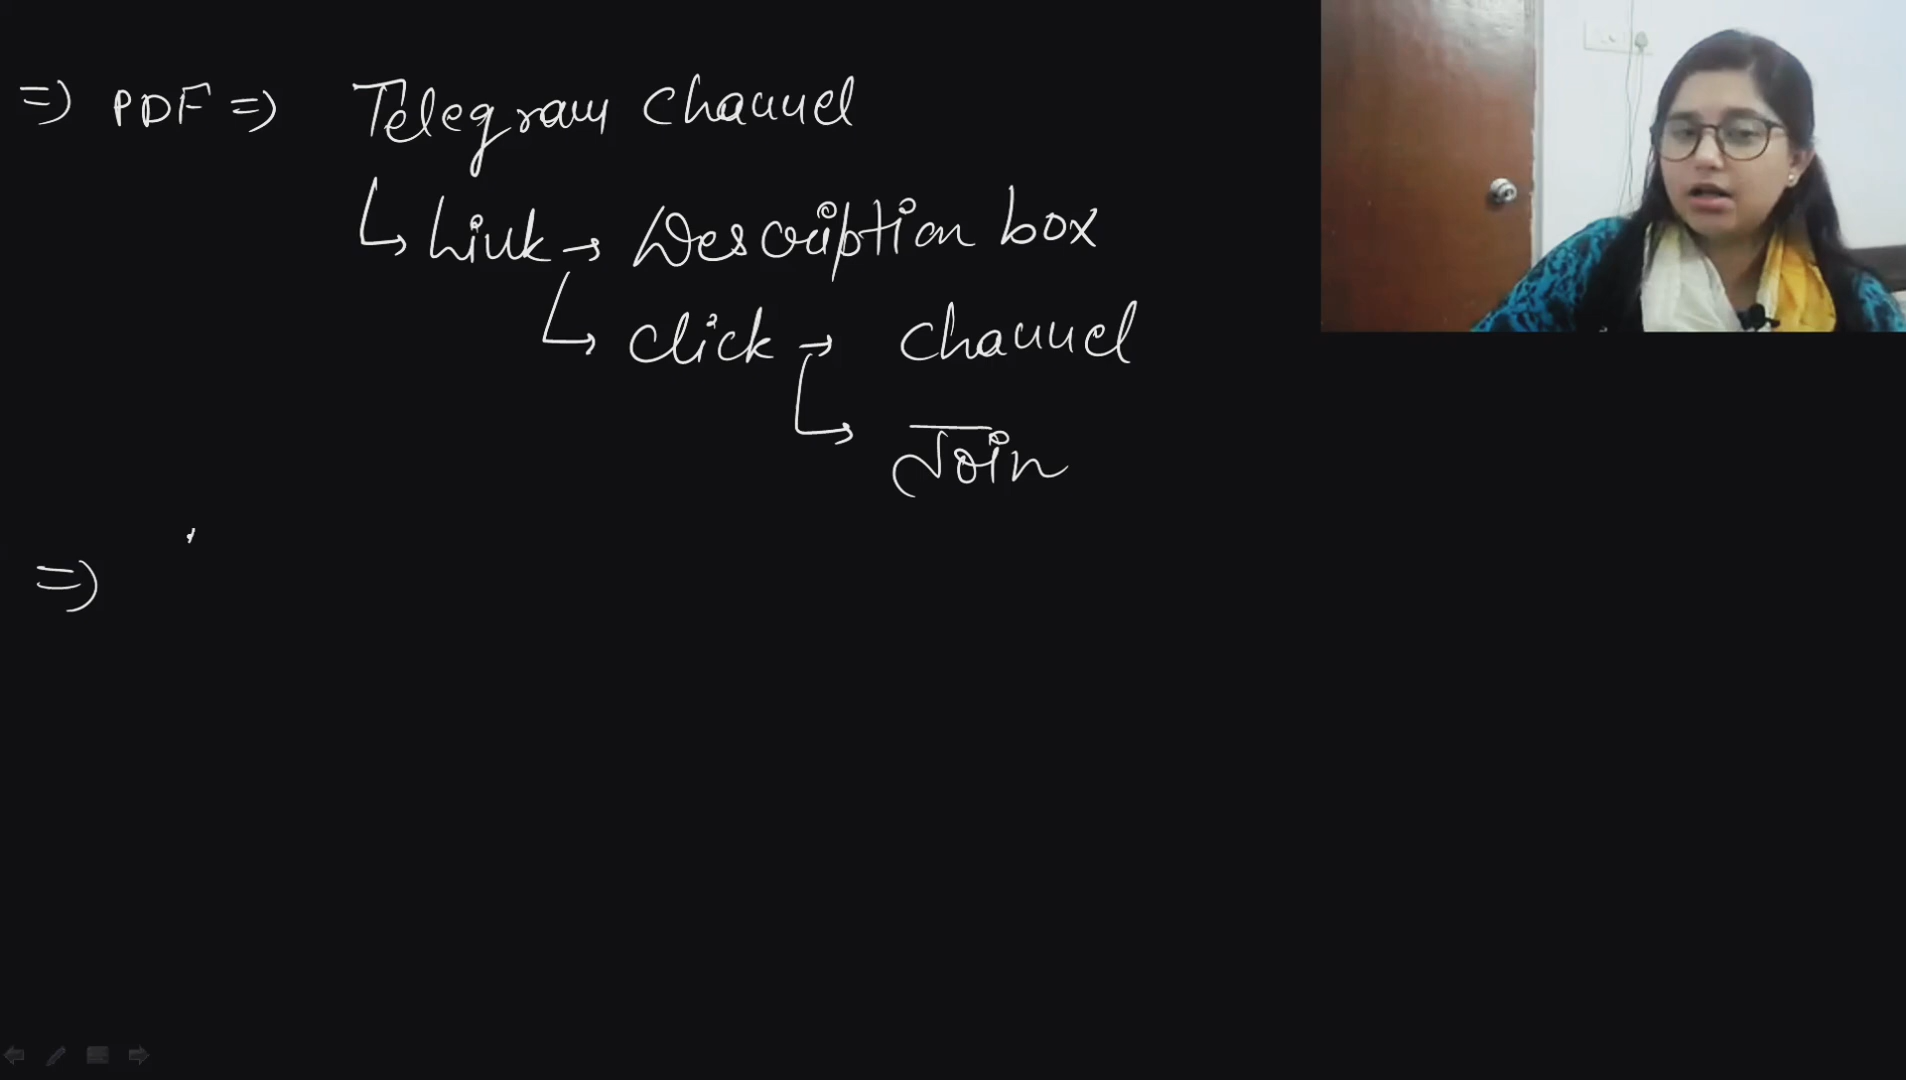 => PDF => Telegram channel
↳ Link → Description box
↳ click → channel
↳ Join
=>